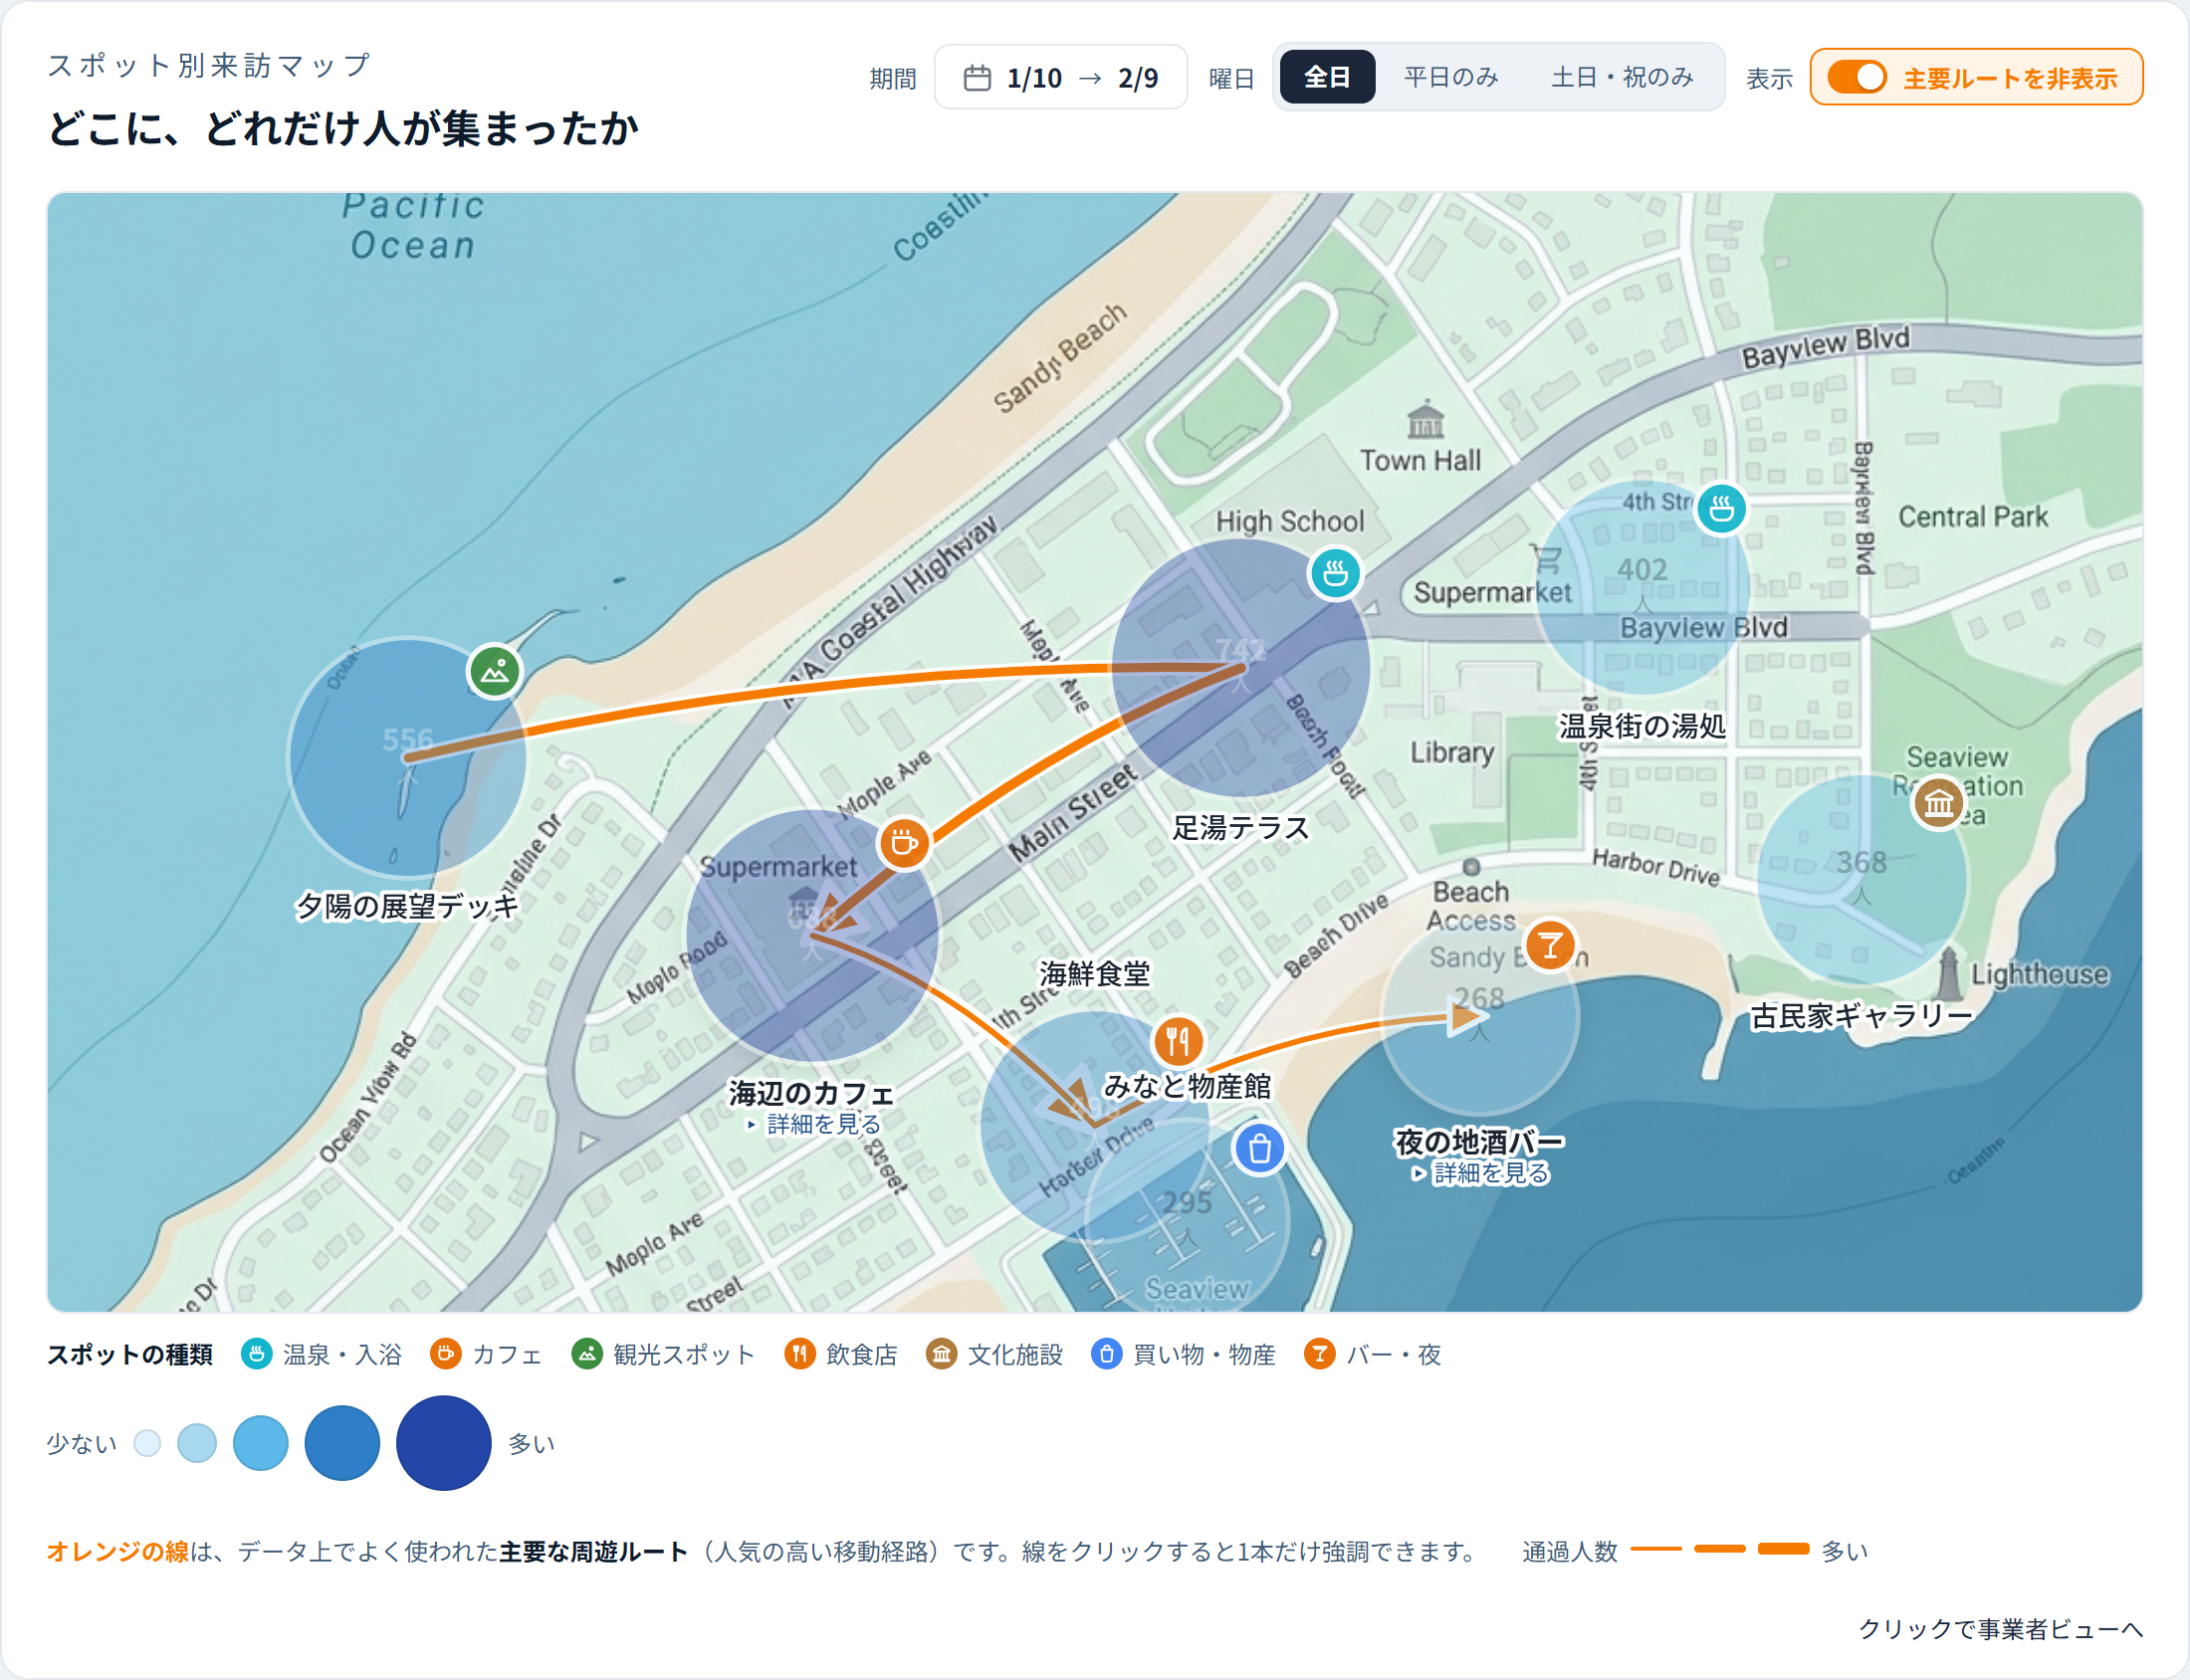 スポット別来訪マップ
どこに、どれだけ人が集まったか
期間
1/10 → 2/9
曜日
全日
平日のみ
土日・祝のみ
表示
主要ルートを非表示
Pacific
Ocean
Sandy Beach
Bayview Blvd
Town Hall
High School
Central Park
402
人
Supermarket
Bayview Blvd
742
人
556
人
温泉街の湯処
Library
Seaview
足湯テラス
Main Street
Supermarket
Harbor Drive
368
人
夕陽の展望デッキ
Beach
Access
Beach Drive
海鮮食堂
Lighthouse
268
人
古民家ギャラリー
Ocean View Rd
みなと物産館
海辺のカフェ
▸ 詳細を見る
Harbor Drive
夜の地酒バー
▸ 詳細を見る
295
人
Street
Seaview
スポットの種類
温泉・入浴
カフェ
観光スポット
飲食店
文化施設
買い物・物産
バー・夜
少ない
多い
オレンジの線は、データ上でよく使われた主要な周遊ルート（人気の高い移動経路）です。線をクリックすると1本だけ強調できます。
通過人数
多い
クリックで事業者ビューへ